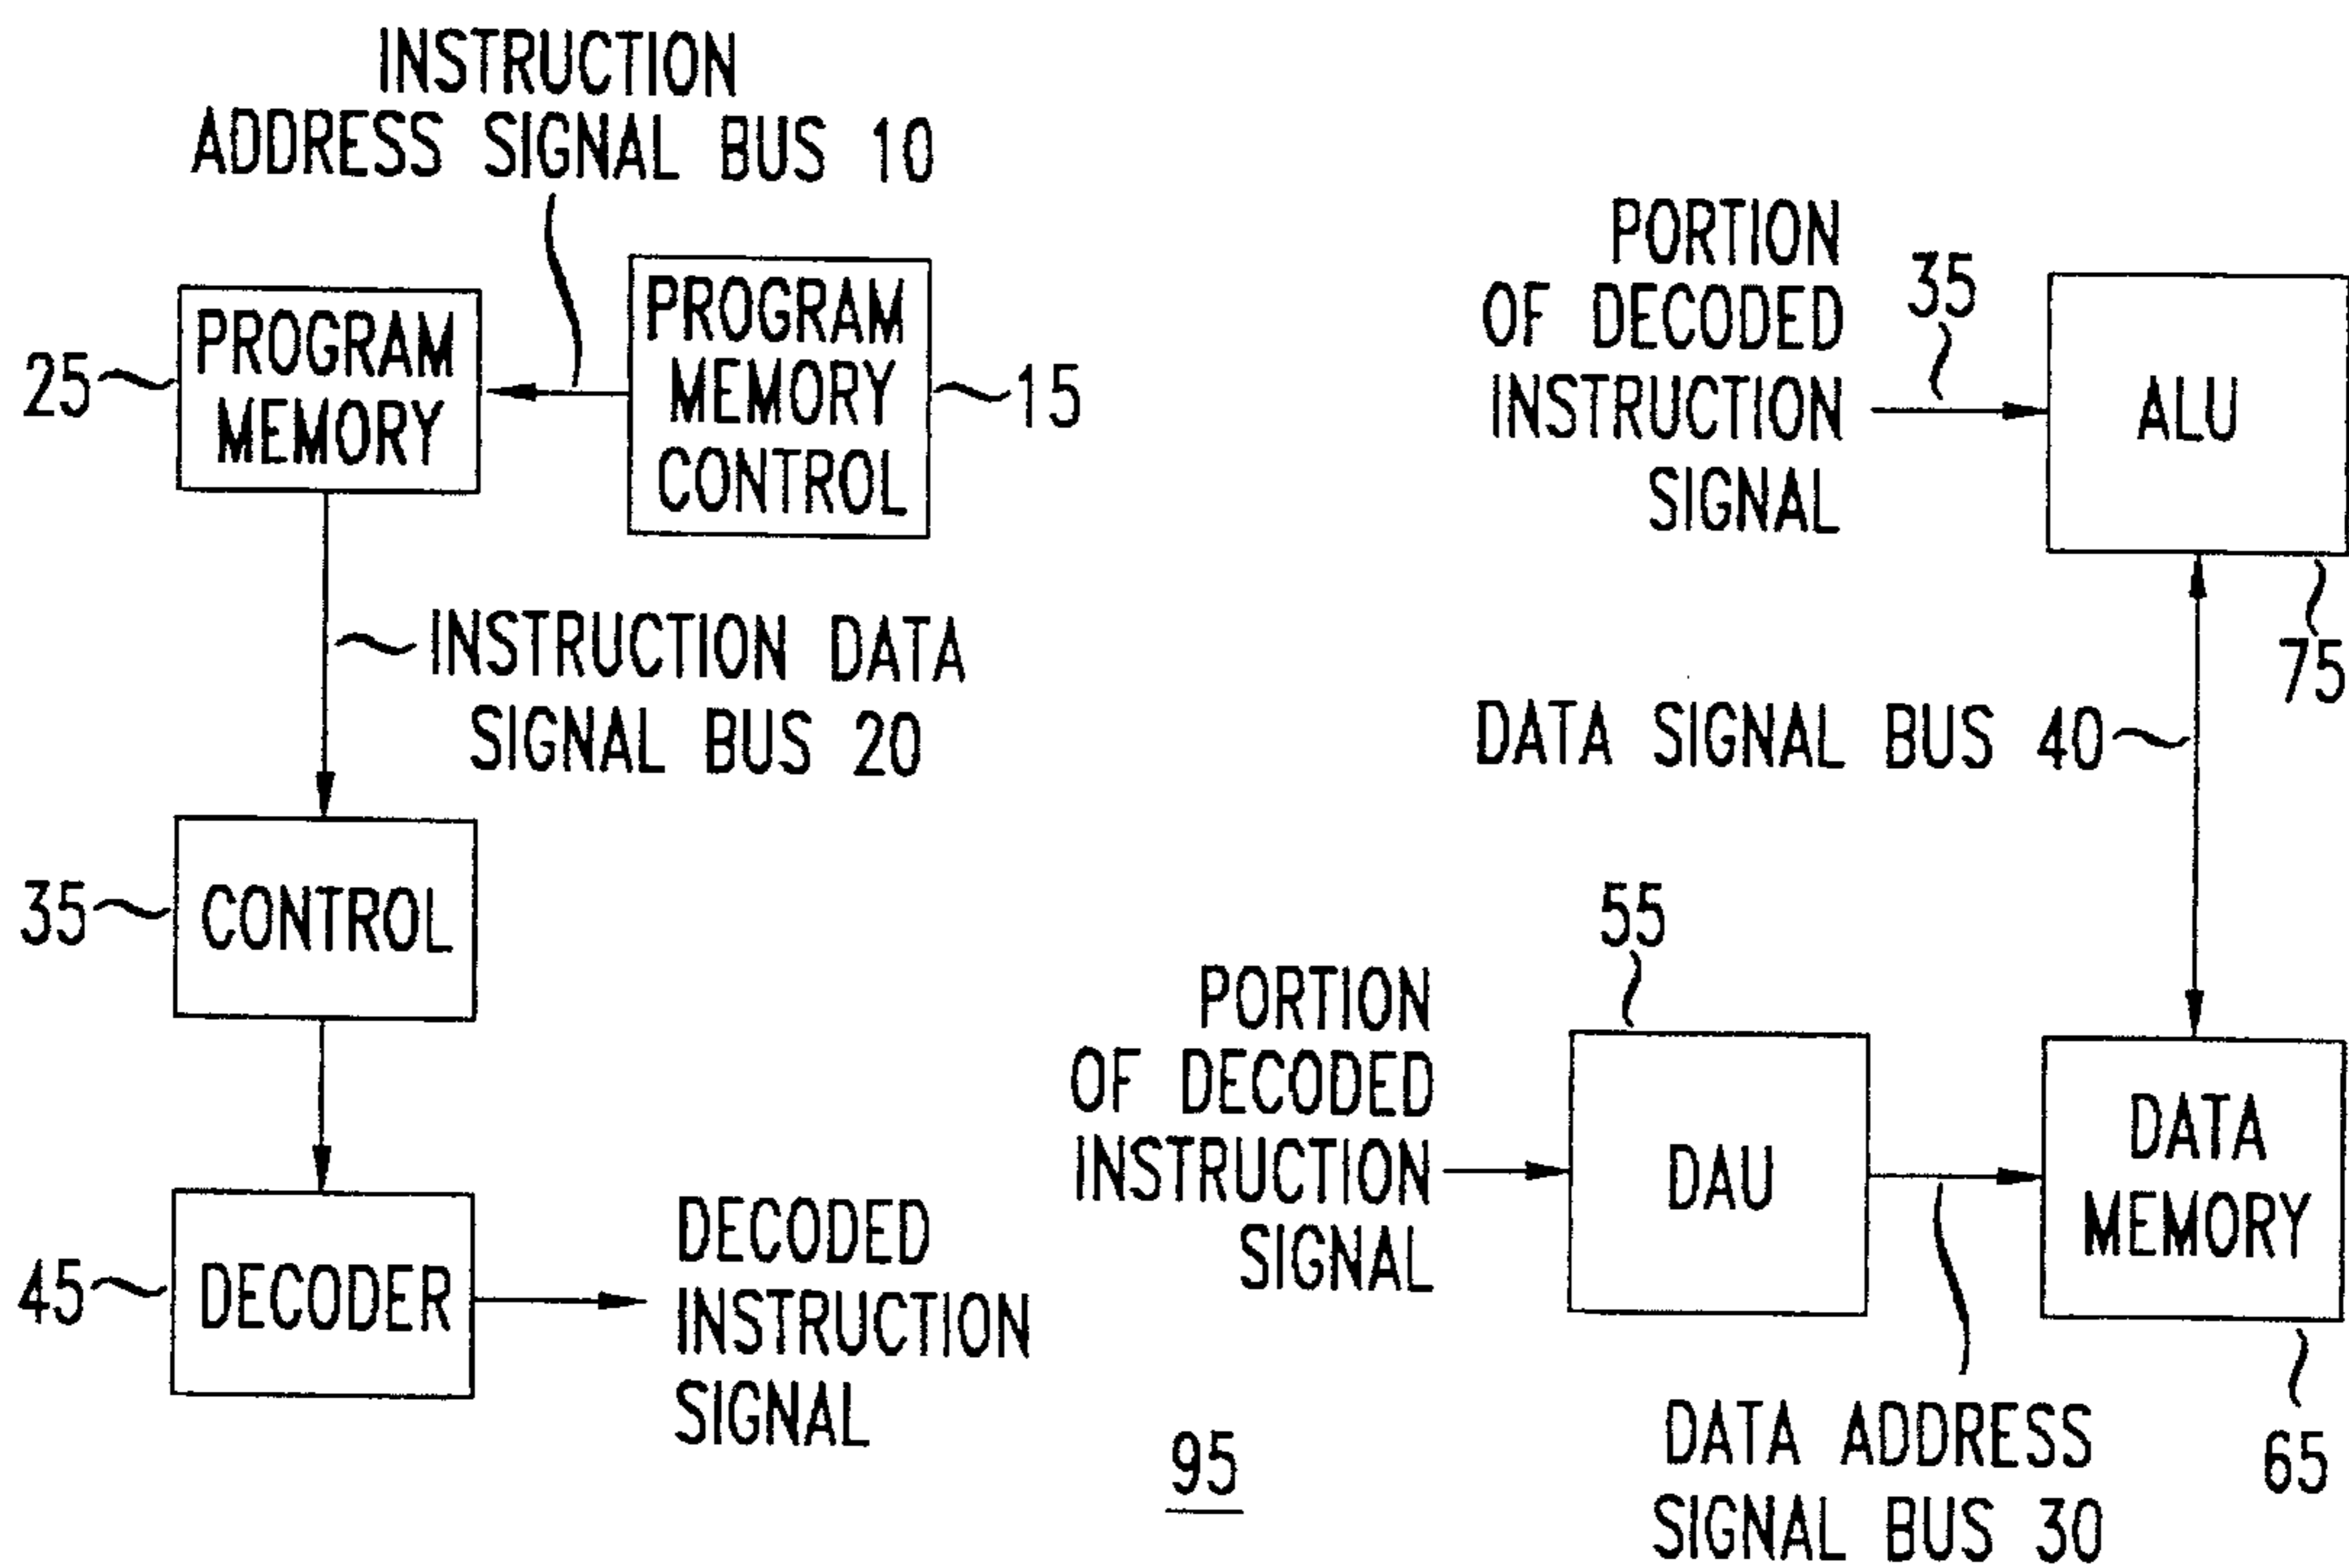 INSTRUCTION
ADDRESS SIGNAL BUS 10
PROGRAM
MEMORY
25
PROGRAM
MEMORY
CONTROL
15
INSTRUCTION DATA
SIGNAL BUS 20
35
CONTROL
45
DECODER
DECODED
INSTRUCTION
SIGNAL
PORTION
OF DECODED
INSTRUCTION
SIGNAL
35
ALU
75
DATA SIGNAL BUS 40
55
PORTION
OF DECODED
INSTRUCTION
SIGNAL
DAU
DATA
MEMORY
65
DATA ADDRESS
SIGNAL BUS 30
95